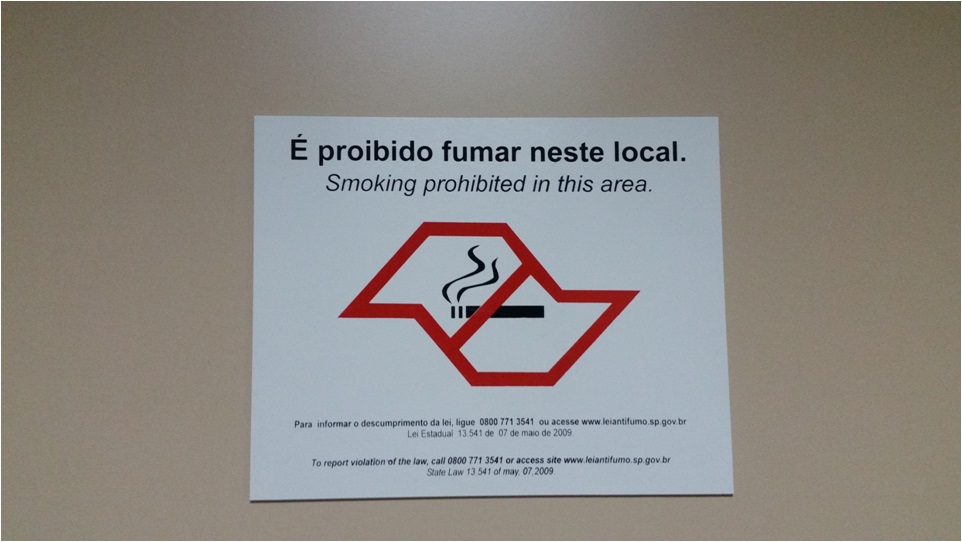 É proibido fumar neste local.
Smoking prohibited in this area.
Para informar o descumprimento da lei, ligue 0800 771 3541 ou acesse www.leiantifumo.sp.gov.br
Lei Estadual 13.541 de 07 de maio de 2009.
To report violation of the law, call 0800 771 3541 or access site www.leiantifumo.sp.gov.br
State Law 13.541 of may, 07,2009.